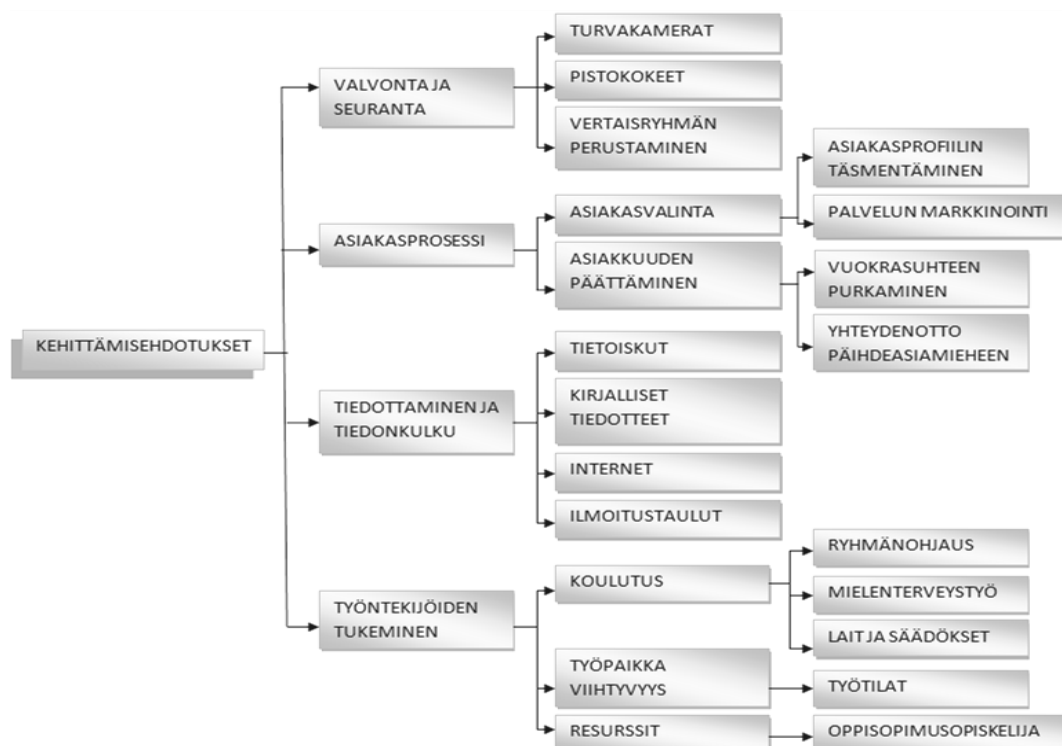 TURVAKAMERAT
VALVONTA JA
SEURANTA
PISTOKOKEET
VERTAISRYHMÄN
PERUSTAMINEN
ASIAKASPROFIILIN
TÄSMENTÄMINEN
ASIAKASPROSESSI
ASIAKASVALINTA
PALVELUN MARKKINOINTI
ASIAKKUUDEN
PÄÄTTÄMINEN
VUOKRASUHTEEN
PURKAMINEN
KEHITTÄMISEHDOTUKSET
YHTEYDENOTTO
PÄIHDEASIAMIEHEEN
TIETOISKUT
TIEDOTTAMINEN JA
TIEDONKULKU
KIRJALLISET
TIEDOTTEET
INTERNET
ILMOITUSTAULUT
RYHMÄNOHJAUS
TYÖNTEKIJÖIDEN
TUKEMINEN
KOULUTUS
MIELENTERVEYSTYÖ
LAIT JA SÄÄDÖKSET
TYÖPAIKKA
VIIHTYVYYS
TYÖTILAT
RESURSSIT
OPPISOPIMUSOPISKELIJA